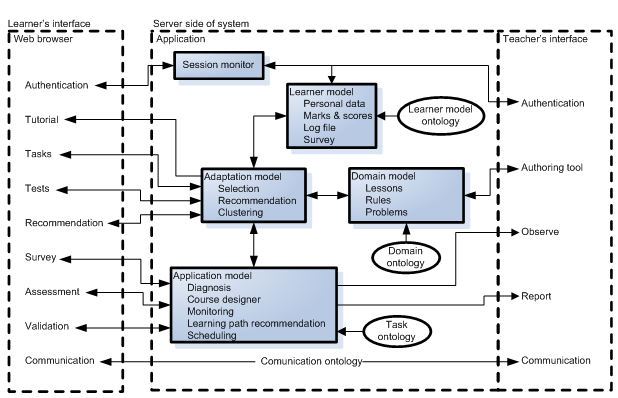 Learner's interface
Server side of system
Web browser
Application
Teacher's interface
Session monitor
Authentication
Learner model
Personal data
Marks & scores
Log file
Survey
Learner model
ontology
Authentication
Tutorial
Tasks
Tests
Recommendation
Adaptation model
Selection
Recommendation
Clustering
Domain model
Lessons
Rules
Problems
Authoring tool
Domain
ontology
Observe
Survey
Assessment
Validation
Application model
Diagnosis
Course designer
Monitoring
Learning path recommendation
Scheduling
Task
ontology
Report
Communication
Comunication ontology
Communication